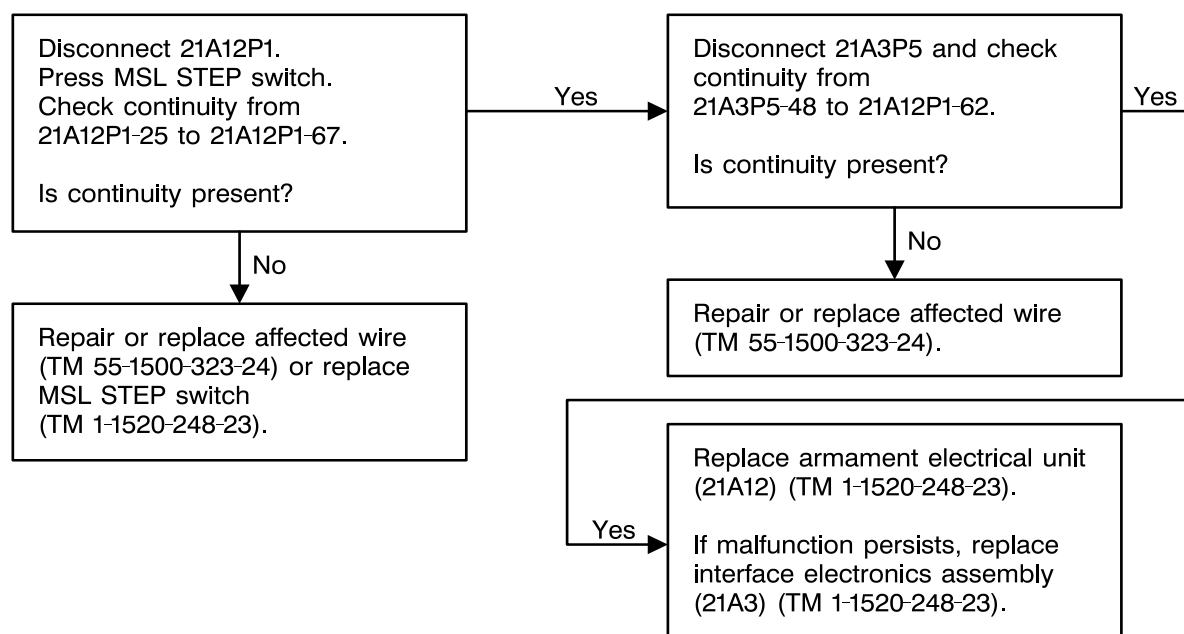 Disconnect 21A12P1.
Press MSL STEP switch.
Check continuity from
21A12P1-25 to 21A12P1-67.
Is continuity present?
Yes
Disconnect 21A3P5 and check
continuity from
21A3P5-48 to 21A12P1-62.
Is continuity present?
Yes
No
No
Repair or replace affected wire
(TM 55-1500-323-24) or replace
MSL STEP switch
(TM 1-1520-248-23).
Repair or replace affected wire
(TM 55-1500-323-24).
Yes
Replace armament electrical unit
(21A12) (TM 1-1520-248-23).
If malfunction persists, replace
interface electronics assembly
(21A3) (TM 1-1520-248-23).